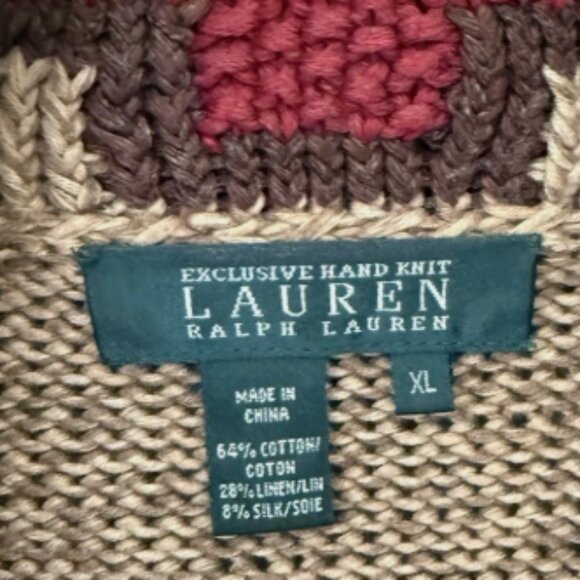 EXCLUSIVE HAND KNIT
LAUREN
RALPH LAUREN
XL
MADE IN
CHINA
64% COTTON/
COTON
28% LINEN/LIN
8% SILK/SOIE